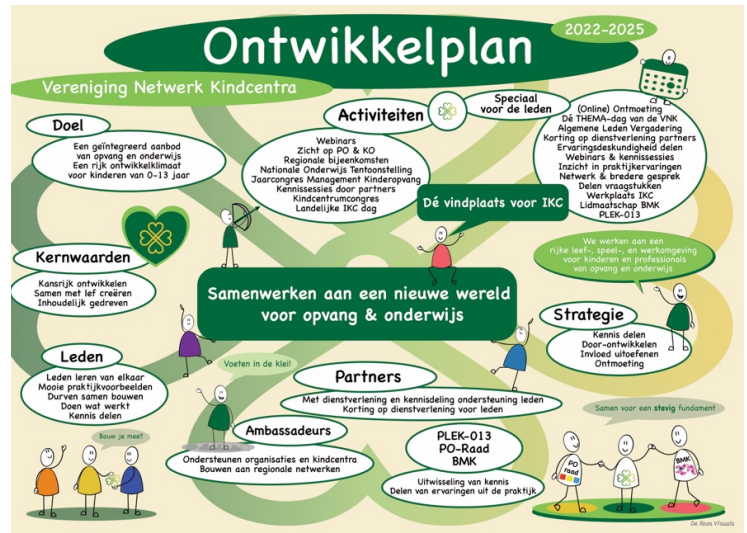 Ontwikkelplan
2022-2025
Vereniging Netwerk Kindcentra
Doel
Een geïntegreerd aanbod
van opvang en onderwijs
Een rijk ontwikkelklimaat
voor kinderen van 0-13 jaar
Activiteiten
Webinars
Zicht op PO & KO
Regionale bijeenkomsten
Nationale Onderwijs Tentoonstelling
Jaarcongres Management Kinderopvang
Kennissessies door partners
Kindcentrumcongres
Landelijke IKC dag
Speciaal
voor de leden
(Online) Ontmoeting
Dé THEMA-dag van de VNK
Algemene Leden Vergadering
Korting op dienstverlening partners
Ervaringsdeskundigheid delen
Webinars & kennissessies
Inzicht in praktijkervaringen
Netwerk & bredere gesprek
Delen vraagstukken
Werkplaats IKC
Lidmaatschap BMK
PLEK-013
Dé vindplaats voor IKC
Kernwaarden
Kansrijk ontwikkelen
Samen met lef creëren
Inhoudelijk gedreven
Samenwerken aan een nieuwe wereld
voor opvang & onderwijs
We werken aan een
rijke leef-, speel-, en werkomgeving
voor kinderen en professionals
van opvang en onderwijs
Strategie
Kennis delen
Door-ontwikkelen
Invloed uitoefenen
Ontmoeting
Leden
Leden leren van elkaar
Mooie praktijkvoorbeelden
Durven samen bouwen
Doen wat werkt
Kennis delen
Bouw je mee?
Voeten in de klei!
Partners
Met dienstverlening en kennisdeling ondersteuning leden
Korting op dienstverlening voor leden
Ambassadeurs
Ondersteunen organisaties en kindcentra
Bouwen aan regionale netwerken
PLEK-013
PO-Raad
BMK
Uitwisseling van kennis
Delen van ervaringen uit de praktijk
Samen voor een stevig fundament
PO
raad
BMK
De Roos Visuals